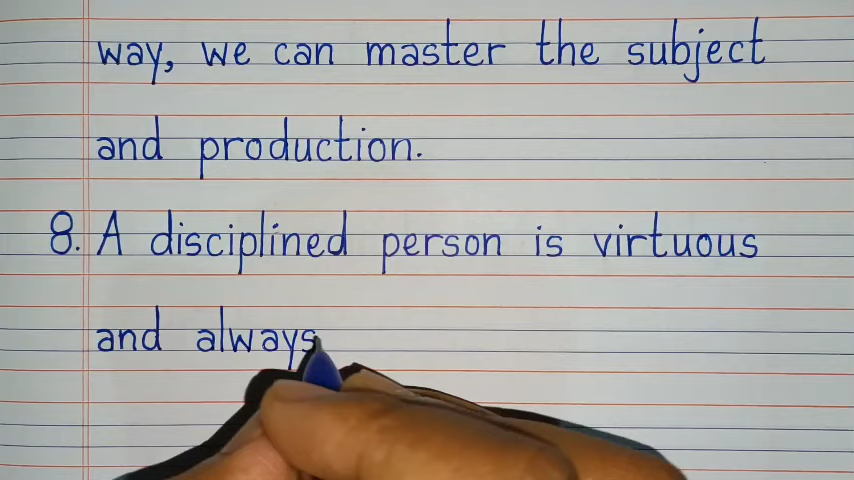 way, we can master the subject
and production.
8. A disciplined person is virtuous
and always